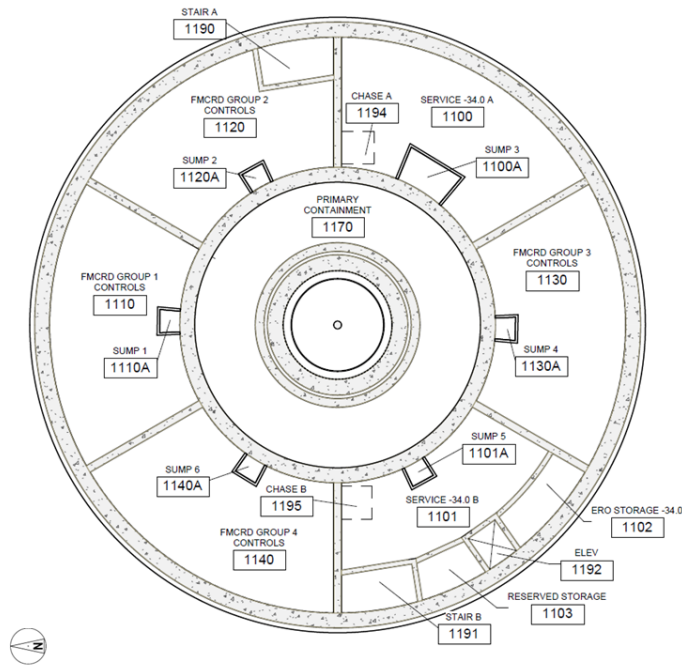 STAIR A
1190
FMCRD GROUP 2
CONTROLS
1120
CHASE A
1194
SERVICE -34.0 A
1100
SUMP 2
1120A
SUMP 3
1100A
PRIMARY
CONTAINMENT
1170
FMCRD GROUP 1
CONTROLS
1110
FMCRD GROUP 3
CONTROLS
1130
SUMP 1
1110A
SUMP 4
1130A
SUMP 6
1140A
SUMP 5
1101A
CHASE B
1195
SERVICE -34.0 B
1101
FMCRD GROUP 4
CONTROLS
1140
ERO STORAGE -34.0
1102
ELEV
1192
RESERVED STORAGE
1103
STAIR B
1191
N